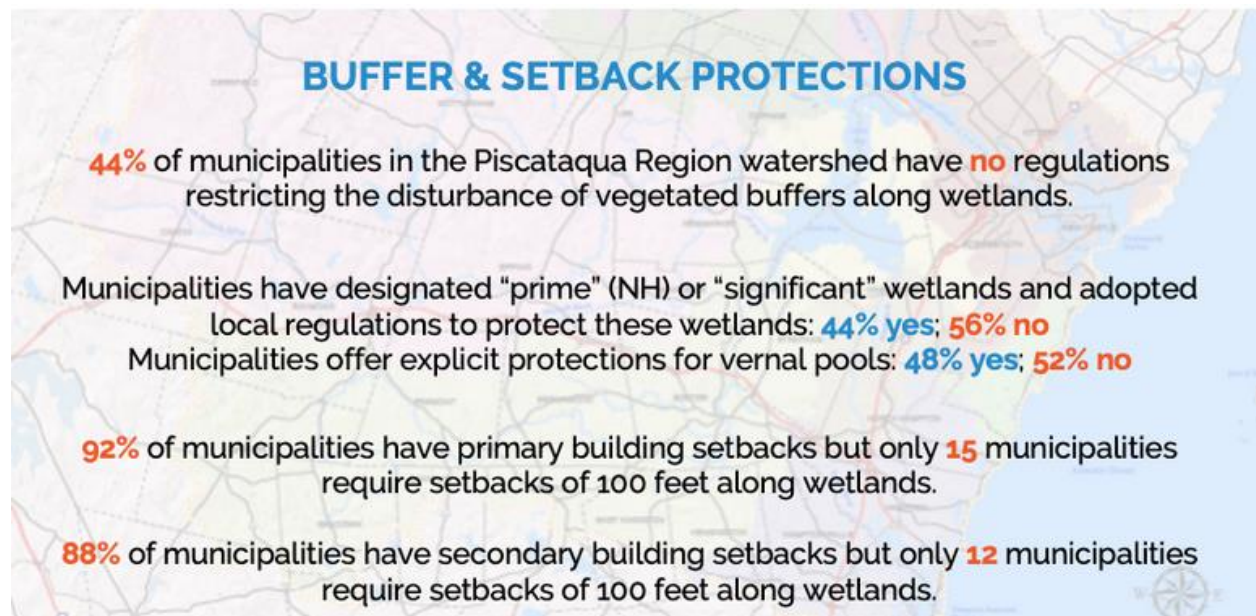 BUFFER & SETBACK PROTECTIONS
44% of municipalities in the Piscataqua Region watershed have no regulations
restricting the disturbance of vegetated buffers along wetlands.
Municipalities have designated “prime” (NH) or “significant” wetlands and adopted
local regulations to protect these wetlands: 44% yes; 56% no
Municipalities offer explicit protections for vernal pools: 48% yes; 52% no
92% of municipalities have primary building setbacks but only 15 municipalities
require setbacks of 100 feet along wetlands.
88% of municipalities have secondary building setbacks but only 12 municipalities
require setbacks of 100 feet along wetlands.